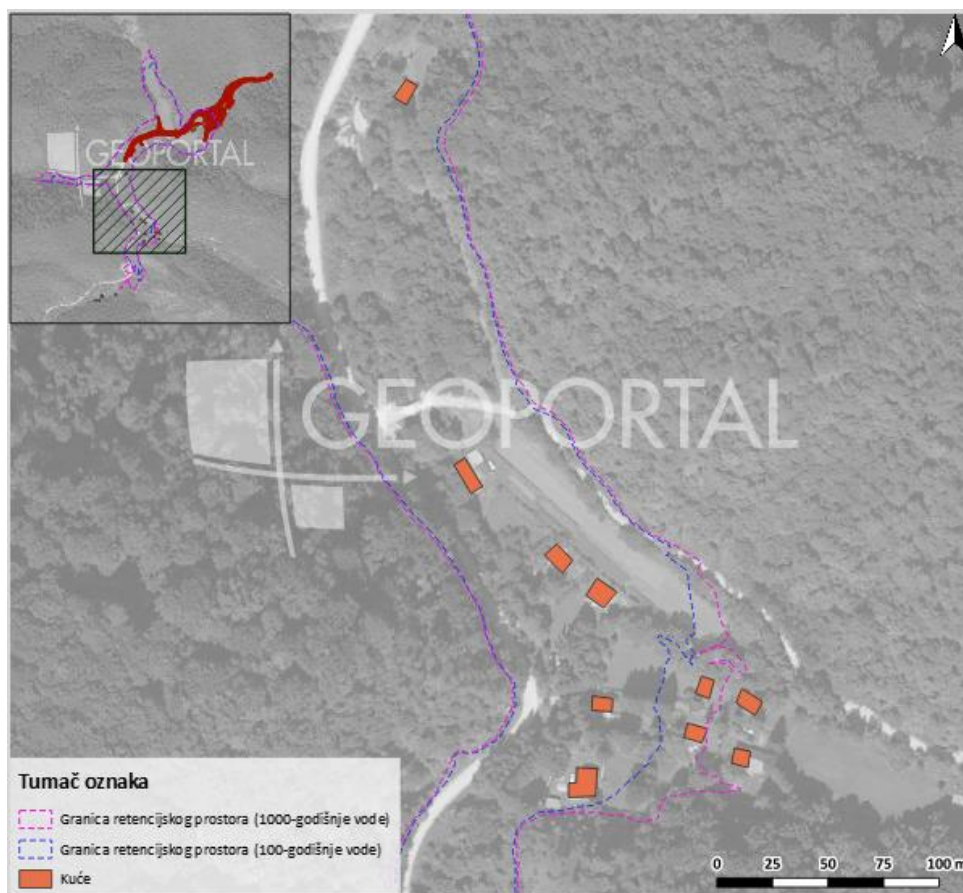 GEOPORTAL
GEOPORTAL
Tumač oznaka
Granica retencijskog prostora (1000-godišnje vode)
Granica retencijskog prostora (100-godišnje vode)
Kuće
0 25 50 75 100 m